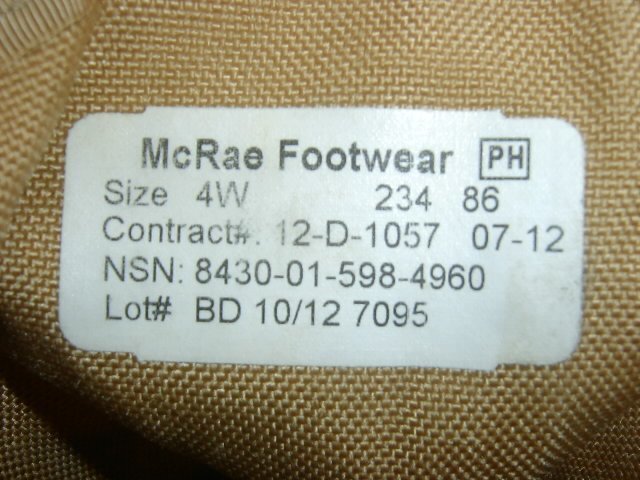 McRae Footwear PH
Size 4W 234 86
Contract#. 12-D-1057 07-12
NSN: 8430-01-598-4960
Lot# BD 10/12 7095